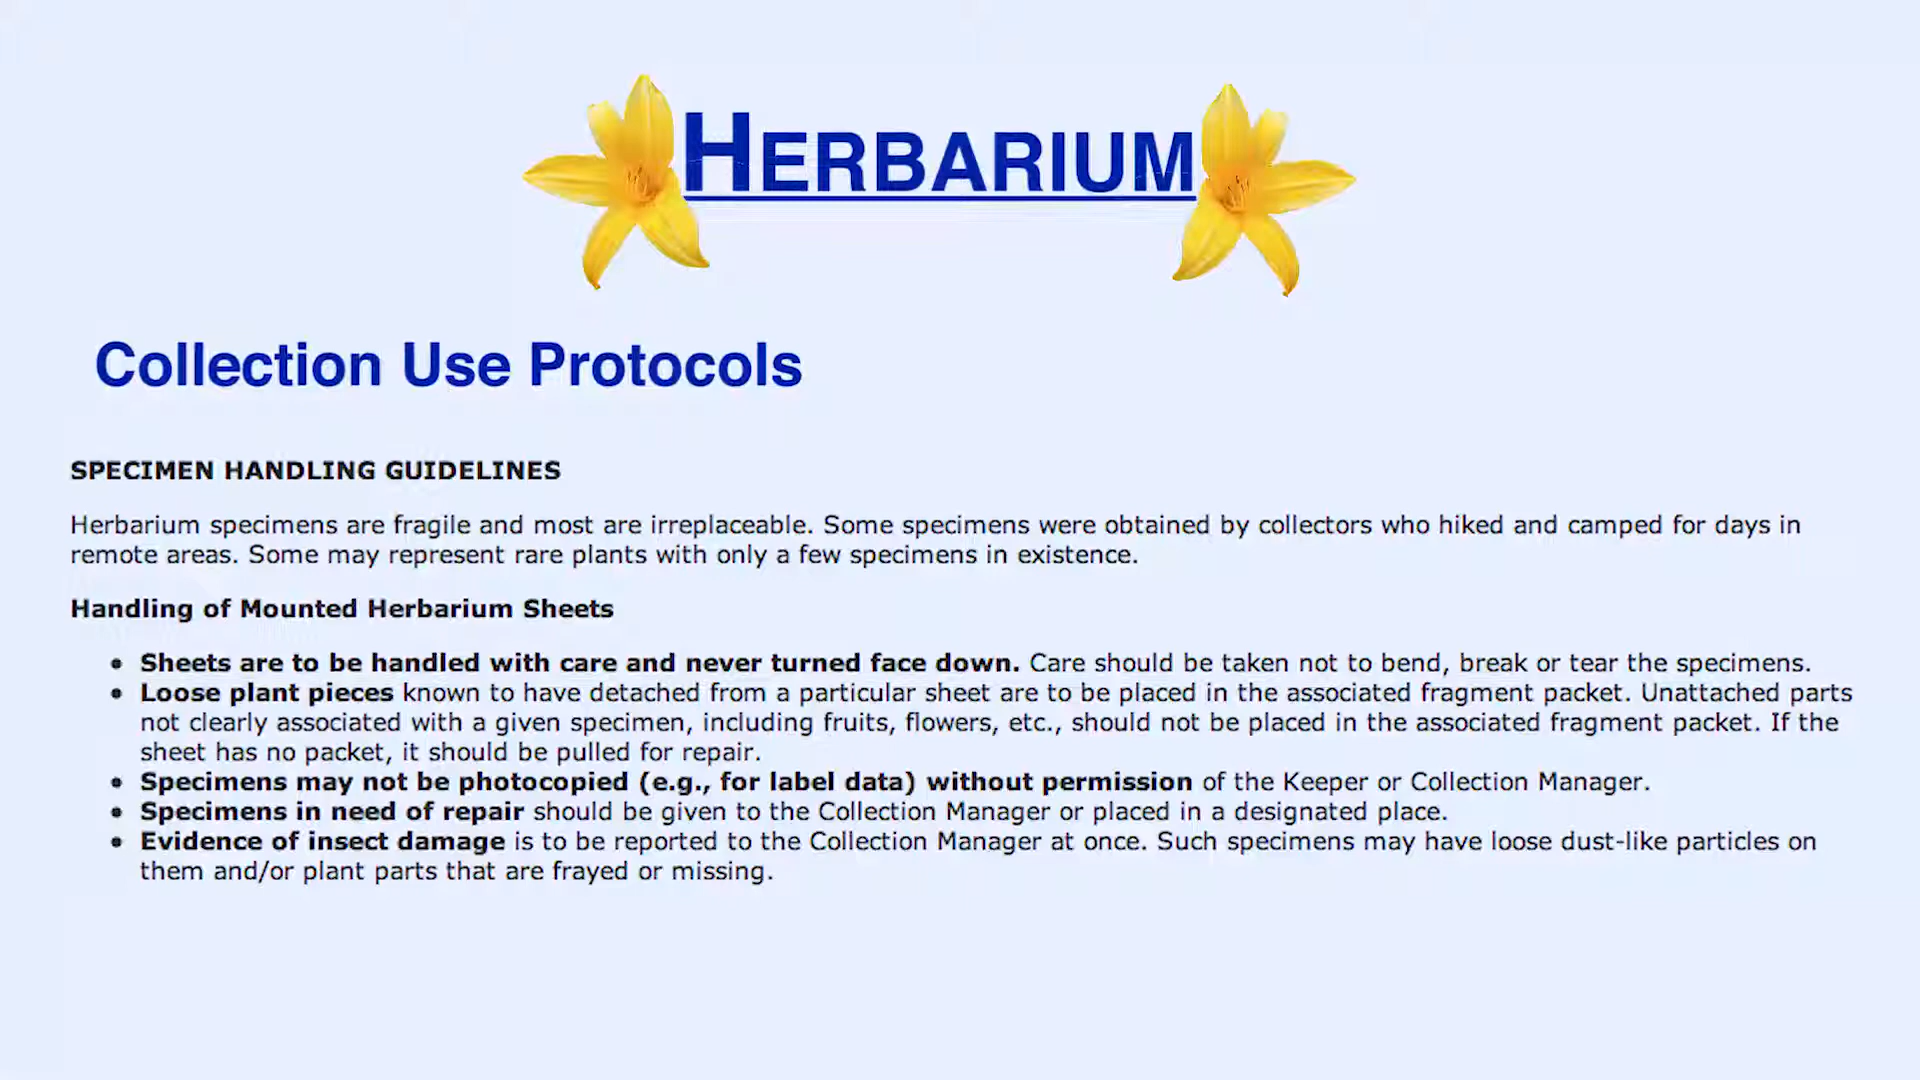 HERBARIUM
Collection Use Protocols
SPECIMEN HANDLING GUIDELINES
Herbarium specimens are fragile and most are irreplaceable. Some specimens were obtained by collectors who hiked and camped for days in
remote areas. Some may represent rare plants with only a few specimens in existence.
Handling of Mounted Herbarium Sheets
• Sheets are to be handled with care and never turned face down. Care should be taken not to bend, break or tear the specimens.
• Loose plant pieces known to have detached from a particular sheet are to be placed in the associated fragment packet. Unattached parts
not clearly associated with a given specimen, including fruits, flowers, etc., should not be placed in the associated fragment packet. If the
sheet has no packet, it should be pulled for repair.
• Specimens may not be photocopied (e.g., for label data) without permission of the Keeper or Collection Manager.
• Specimens in need of repair should be given to the Collection Manager or placed in a designated place.
• Evidence of insect damage is to be reported to the Collection Manager at once. Such specimens may have loose dust-like particles on
them and/or plant parts that are frayed or missing.